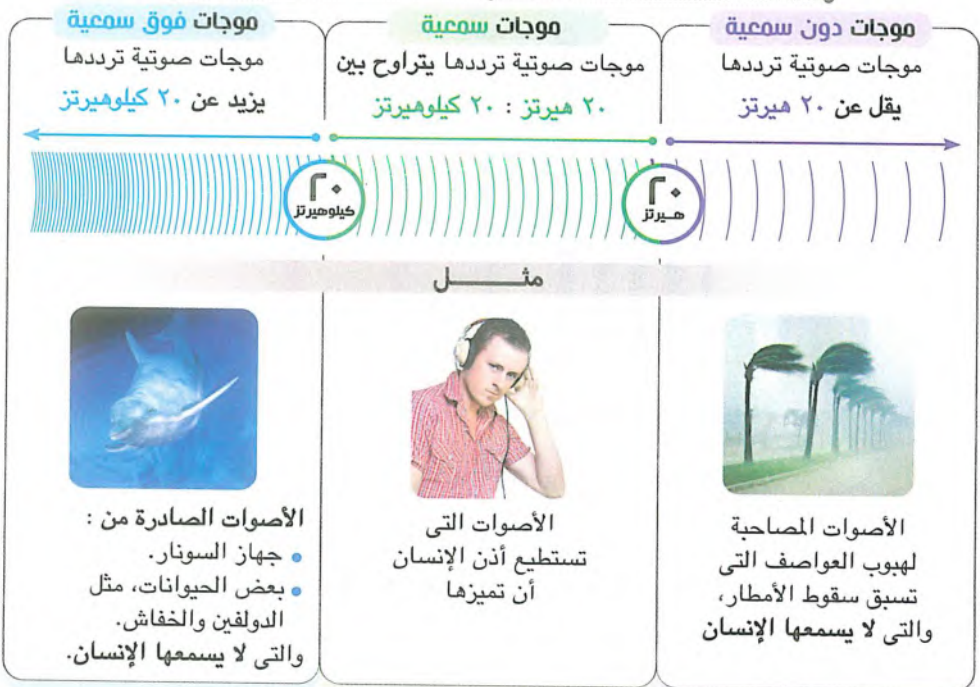 موجات دون سمعية
موجات صوتية ترددها
يقل عن ٢٠ هيرتز
موجات سمعية
موجات صوتية ترددها يتراوح بين
٢٠ هيرتز : ٢٠ كيلوهيرتز
موجات فوق سمعية
موجات صوتية ترددها
يزيد عن ٢٠ كيلوهيرتز
٢٠
هـيرتز
٢٠
كيلوهيرتز
مثـــــل
الأصوات المصاحبة
لهبوب العواصف التى
تسبق سقوط الأمطار،
والتى لا يسمعها الإنسان
الأصوات التى
تستطيع أذن الإنسان
أن تميزها
الأصوات الصادرة من :
• جهاز السونار.
• بعض الحيوانات، مثل
الدولفين والخفاش.
والتى لا يسمعها الإنسان.